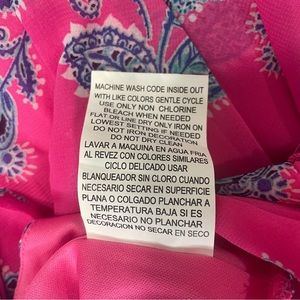 MACHINE WASH CODE INSIDE OUT
WITH LIKE COLORS GENTLE CYCLE
USE ONLY NON CHLORINE
BLEACH WHEN NEEDED
FLAT OR LINE DRY ONLY IRON ON
LOWEST SETTING IF NEEDED
DO NOT IRON DECORATION
DO NOT DRY CLEAN
LAVAR A MAQUINA EN AGUA FRIA
AL REVEZ CON COLORES SIMILARES
CICLO DELICADO USAR
BLANQUEADOR SIN CLORO CUANDO
NECESARIO SECAR EN SUPERFICIE
PLANA O COLGADO PLANCHAR A
TEMPERATURA BAJA SI ES
NECESARIO NO PLANCHAR
DECORACION NO SECAR EN SECO